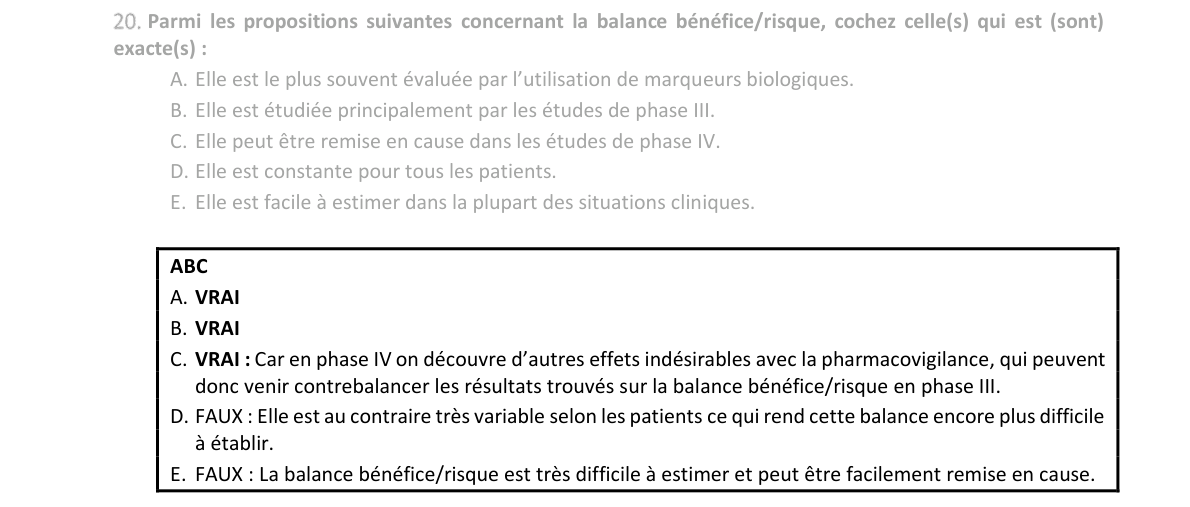 20. Parmi les propositions suivantes concernant la balance bénéfice/risque, cochez celle(s) qui est (sont)
exacte(s) :
A. Elle est le plus souvent évaluée par l’utilisation de marqueurs biologiques.
B. Elle est étudiée principalement par les études de phase III.
C. Elle peut être remise en cause dans les études de phase IV.
D. Elle est constante pour tous les patients.
E. Elle est facile à estimer dans la plupart des situations cliniques.
ABC
A. VRAI
B. VRAI
C. VRAI : Car en phase IV on découvre d’autres effets indésirables avec la pharmacovigilance, qui peuvent
donc venir contrebalancer les résultats trouvés sur la balance bénéfice/risque en phase III.
D. FAUX : Elle est au contraire très variable selon les patients ce qui rend cette balance encore plus difficile
à établir.
E. FAUX : La balance bénéfice/risque est très difficile à estimer et peut être facilement remise en cause.